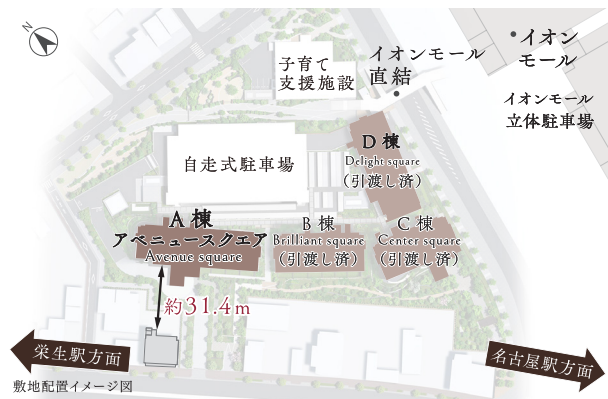 N
イオン
モール
イオンモール
直結
子育て
支援施設
イオンモール
立体駐車場
D棟
Delight square
(引渡し済)
自走式駐車場
A棟
アベニュースクエア
Avenue square
B棟
Brilliant square
(引渡し済)
C棟
Center square
(引渡し済)
約31.4m
栄生駅方面
名古屋駅方面
敷地配置イメージ図